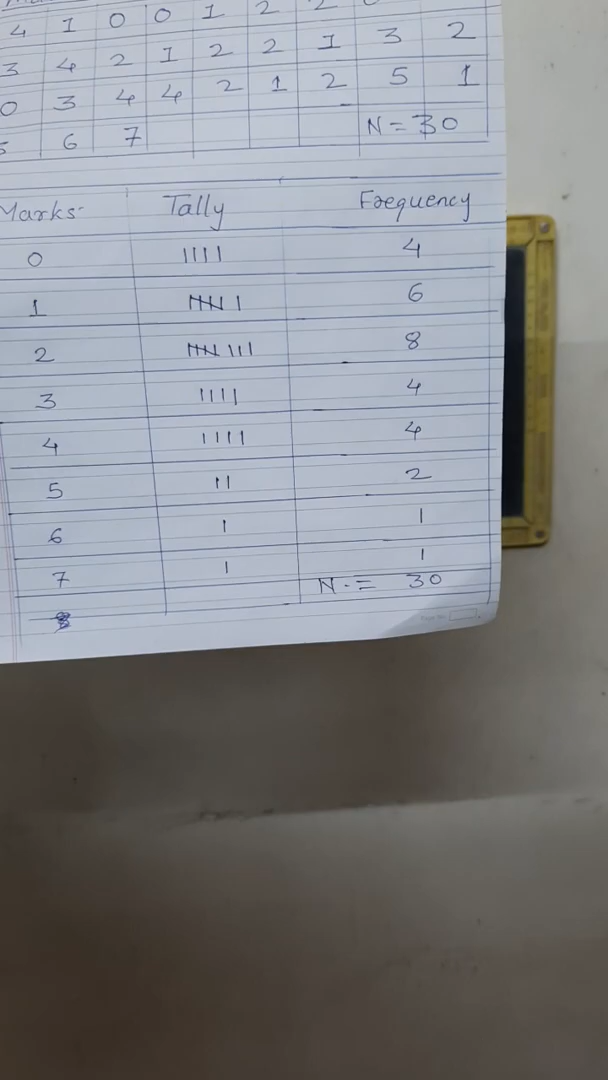 4 1 0 0 1 2 2
3 4 2 1 2 2 1 3 2
0 3 4 4 2 1 2 5 1
5 6 7 N = 30
Marks Tally Frequency
0 |||| 4
1 |||| | 6
2 |||| ||| 8
3 |||| 4
4 |||| 4
5 || 2
6 | 1
7 | 1
N = 30